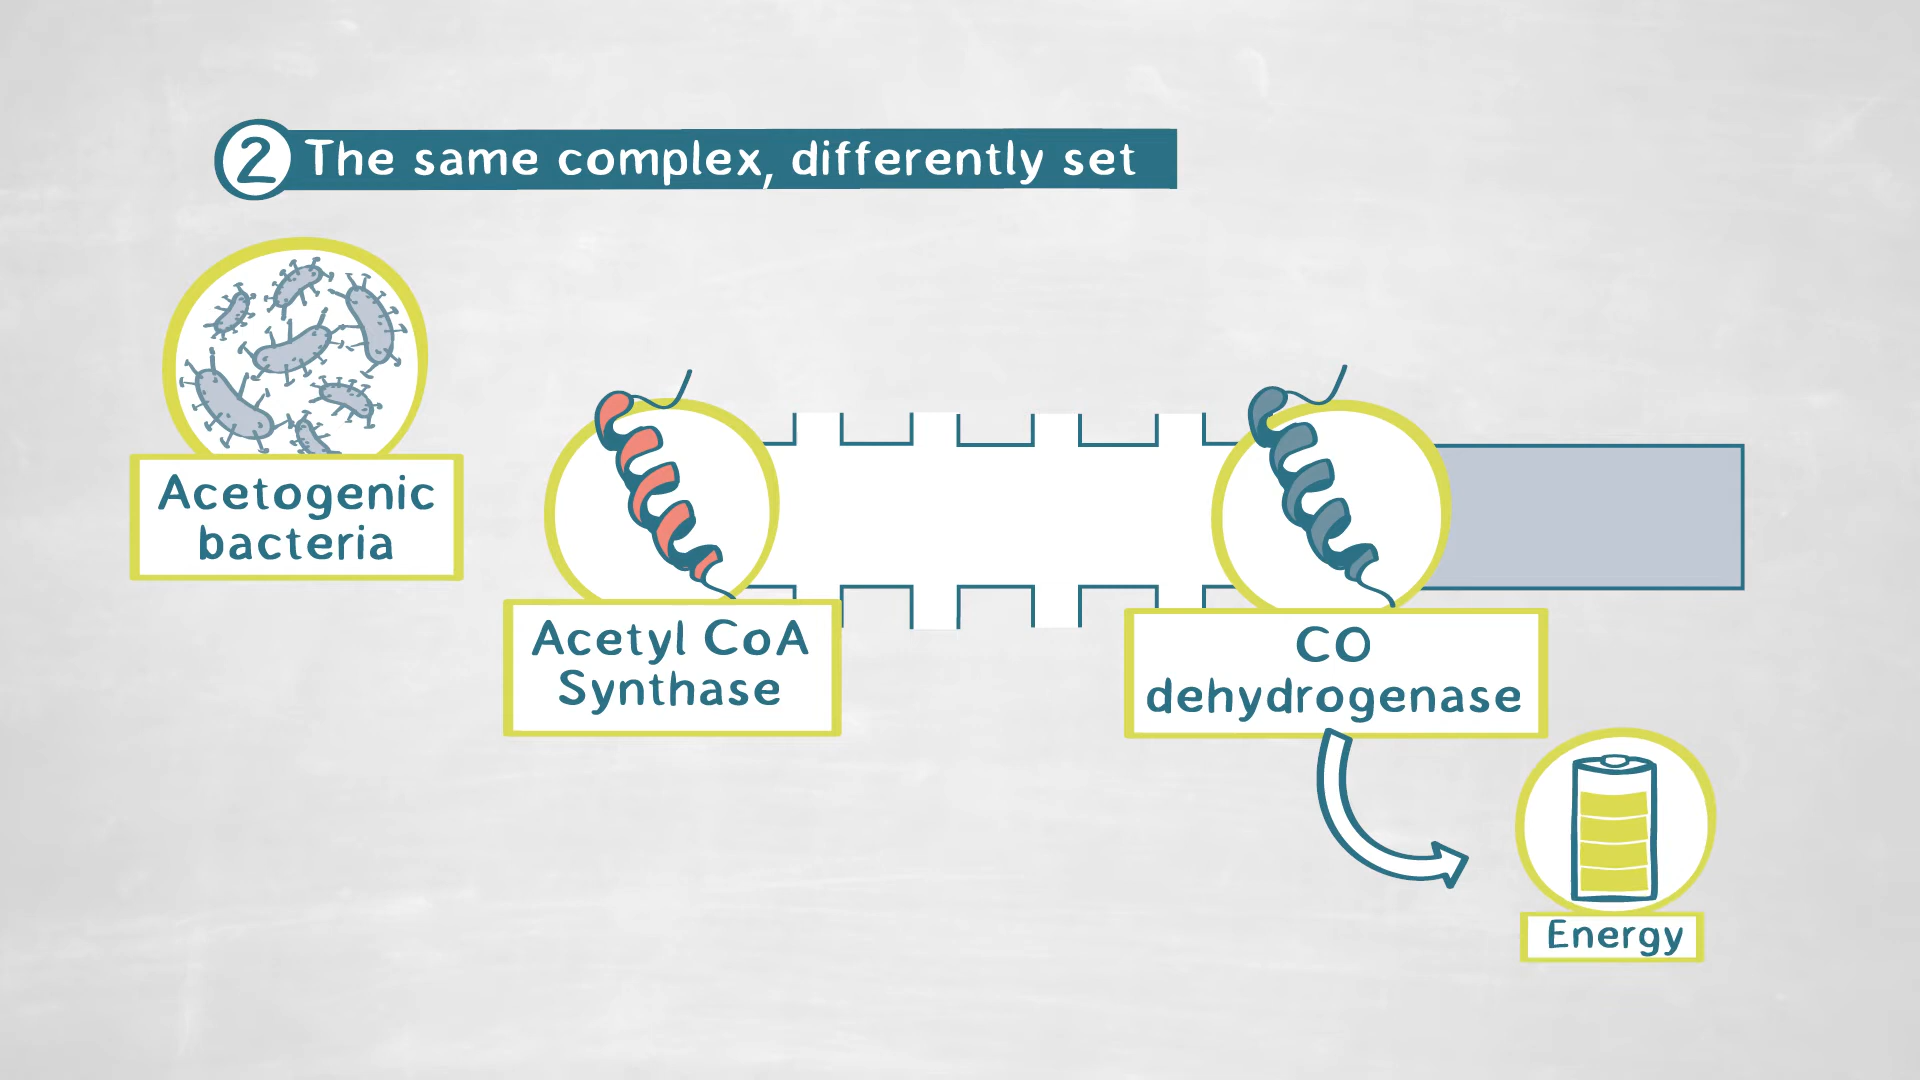 2 The same complex, differently set
Acetogenic
bacteria
Acetyl CoA
Synthase
CO
dehydrogenase
Energy